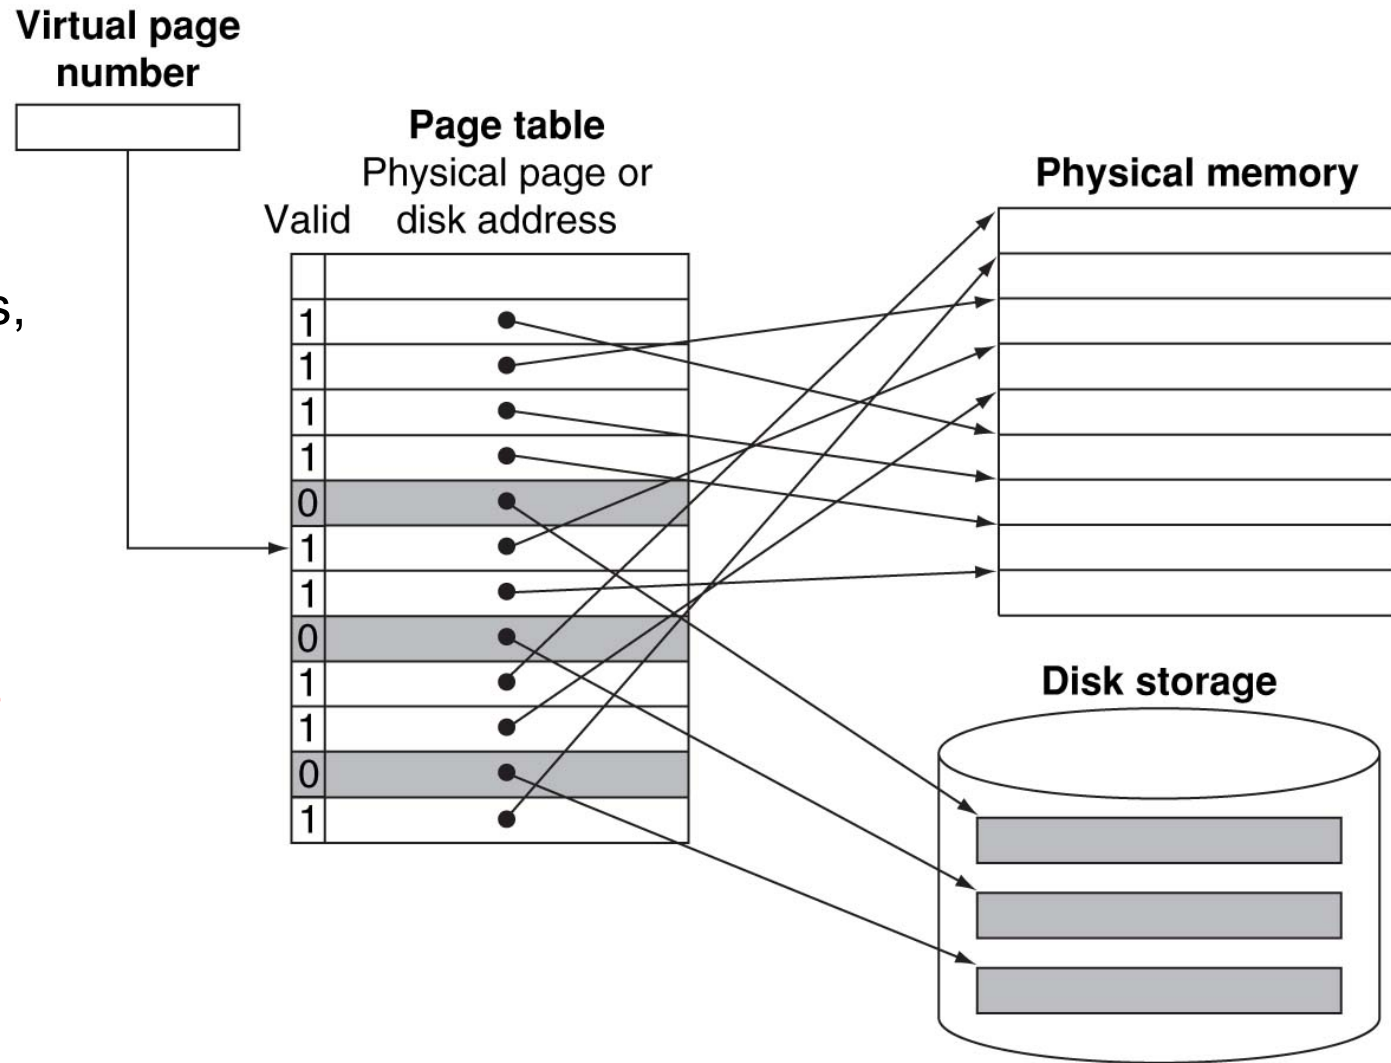 Virtual page
number
Page table
Physical page or
Valid disk address
Physical memory
s,
1
1
1
1
0
1
1
0
1
1
0
1
Disk storage